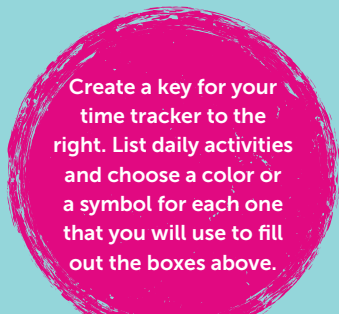 Create a key for your
time tracker to the
right. List daily activities
and choose a color or
a symbol for each one
that you will use to fill
out the boxes above.